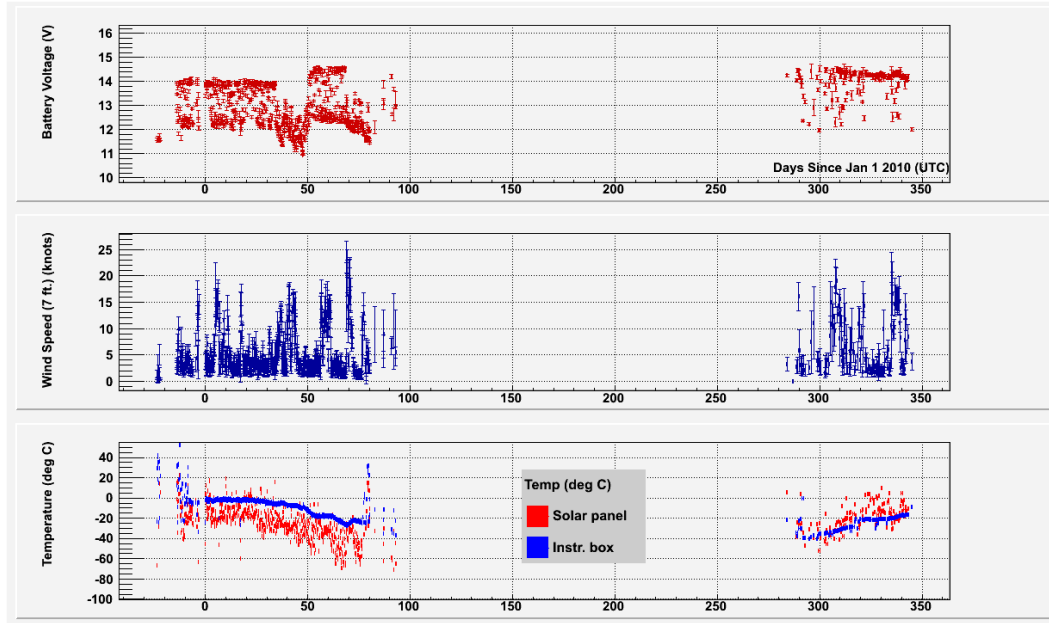 Battery Voltage (V)
16
15
14
13
12
11
10
Days Since Jan 1 2010 (UTC)
0 50 100 150 200 250 300 350
Wind Speed (7 ft.) (knots)
25
20
15
10
5
0
0 50 100 150 200 250 300 350
Temperature (deg C)
40
20
0
-20
-40
-60
-80
-100
Temp (deg C)
Solar panel
Instr. box
0 50 100 150 200 250 300 350